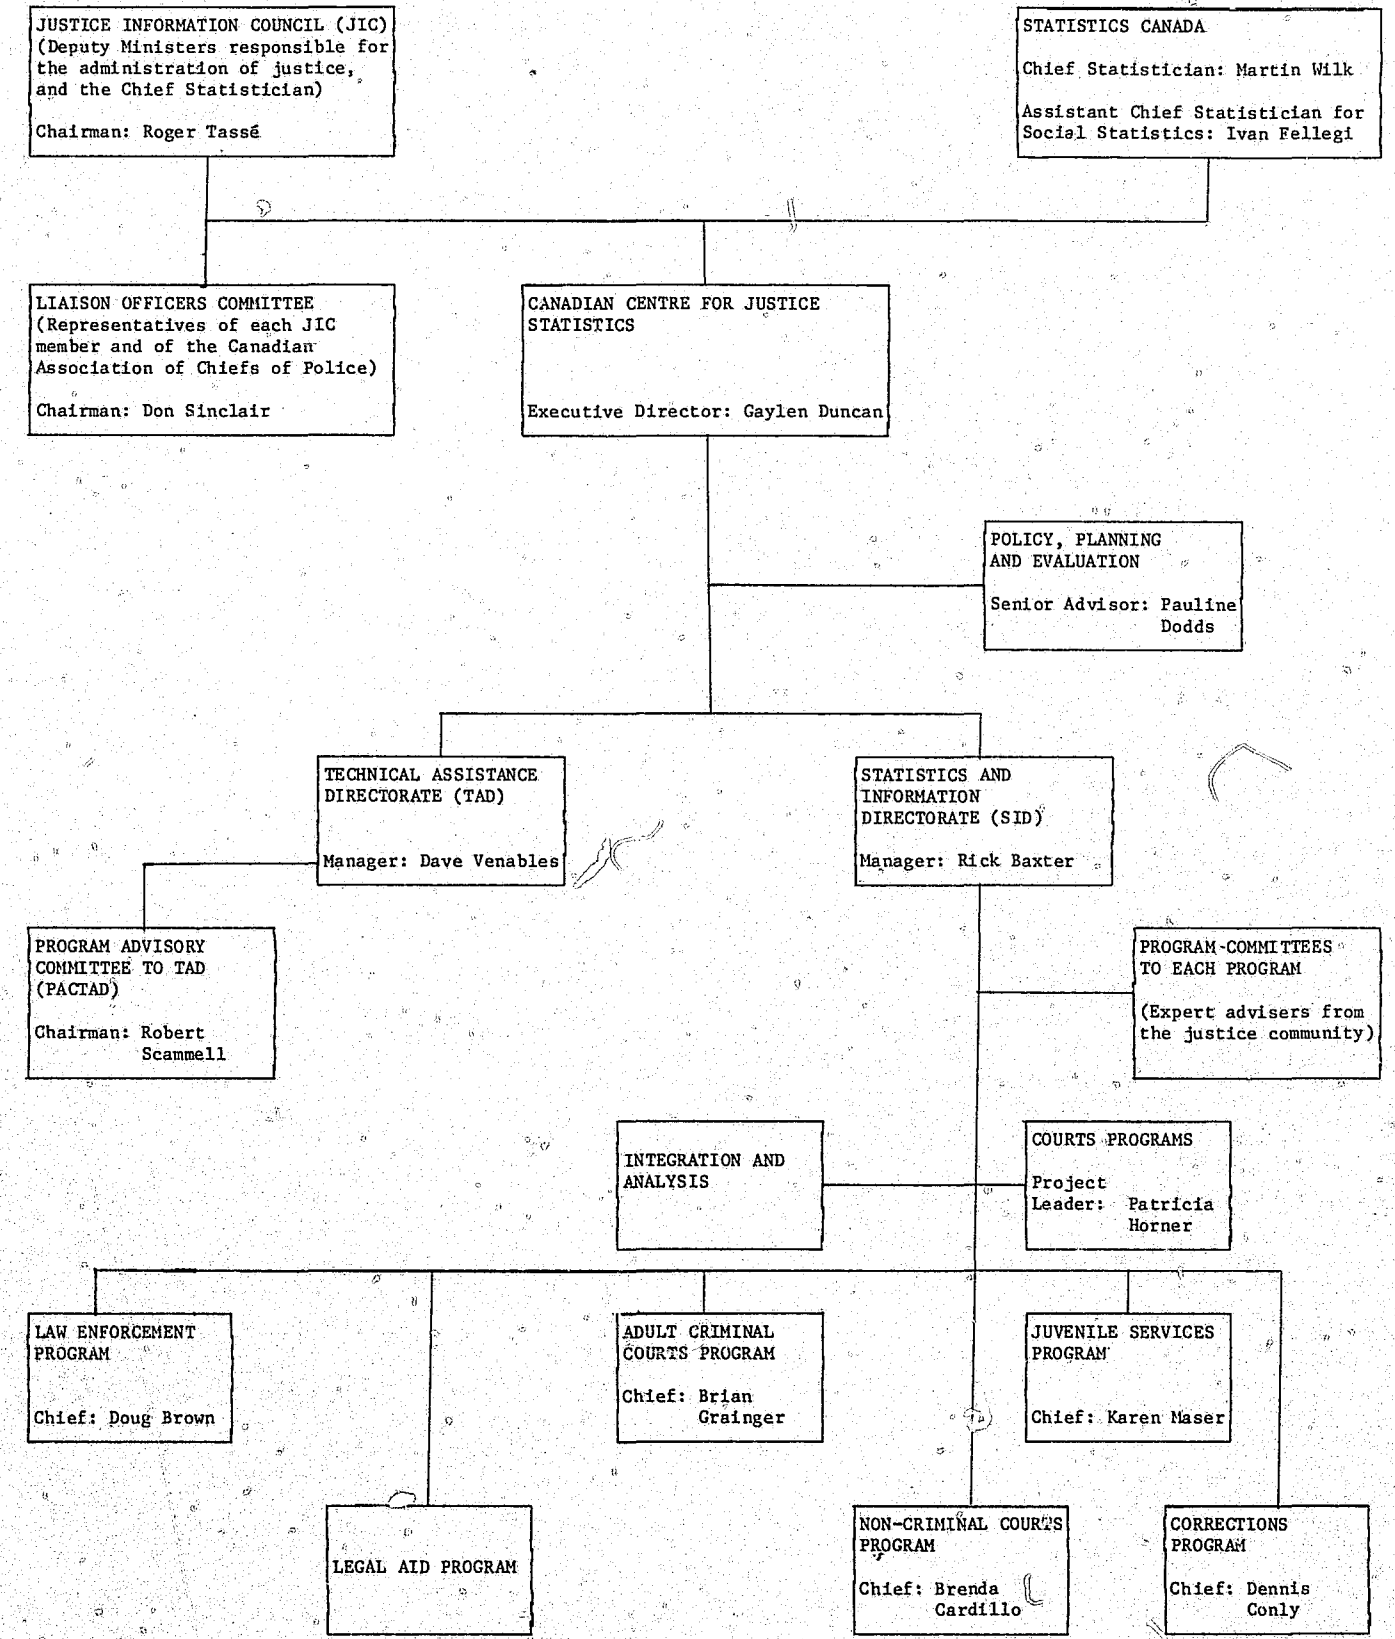 JUSTICE INFORMATION COUNCIL (JIC)
(Deputy Ministers responsible for
the administration of justice,
and the Chief Statistician)
Chairman: Roger Tassé
STATISTICS CANADA
Chief Statistician: Martin Wilk
Assistant Chief Statistician for
Social Statistics: Ivan Fellegi
LIAISON OFFICERS COMMITTEE
(Representatives of each JIC
member and of the Canadian
Association of Chiefs of Police)
Chairman: Don Sinclair
CANADIAN CENTRE FOR JUSTICE
STATISTICS
Executive Director: Gaylen Duncan
POLICY, PLANNING
AND EVALUATION
Senior Advisor: Pauline
Dodds
TECHNICAL ASSISTANCE
DIRECTORATE (TAD)
Manager: Dave Venables
STATISTICS AND
INFORMATION
DIRECTORATE (SID)
Manager: Rick Baxter
PROGRAM ADVISORY
COMMITTEE TO TAD
(PACTAD)
Chairman: Robert
Scammell
PROGRAM-COMMITTEES
TO EACH PROGRAM
(Expert advisers from
the justice community)
INTEGRATION AND
ANALYSIS
COURTS PROGRAMS
Project
Leader: Patricia
Horner
LAW ENFORCEMENT
PROGRAM
Chief: Doug Brown
ADULT CRIMINAL
COURTS PROGRAM
Chief: Brian
Grainger
JUVENILE SERVICES
PROGRAM
Chief: Karen Maser
LEGAL AID PROGRAM
NON-CRIMINAL COURTS
PROGRAM
Chief: Brenda
Cardillo
CORRECTIONS
PROGRAM
Chief: Dennis
Conly